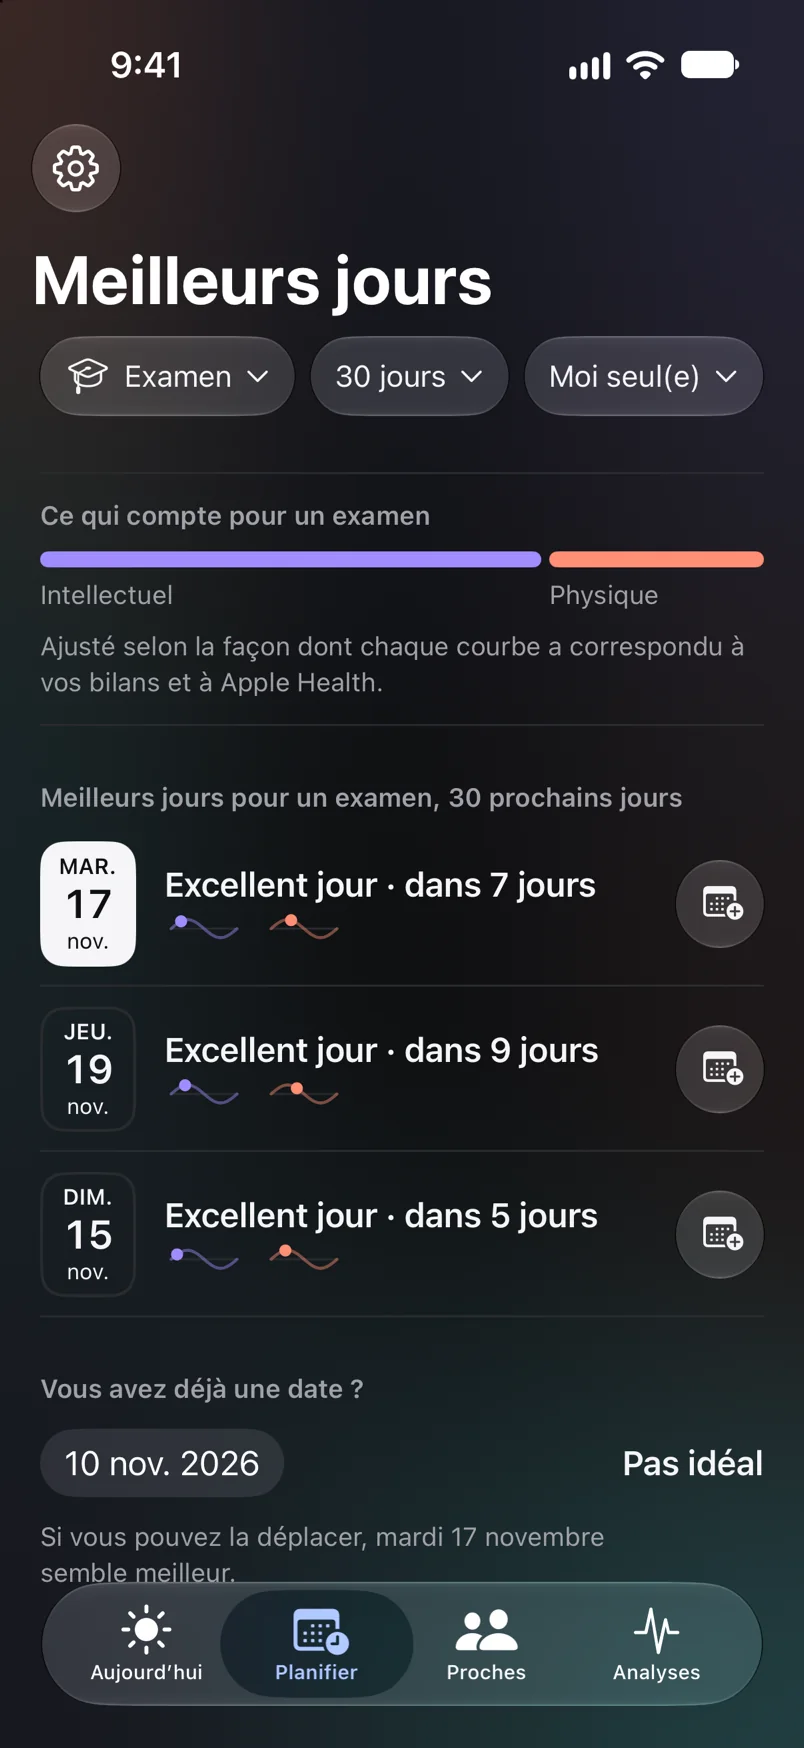 9:41
Meilleurs jours
Examen
30 jours
Moi seul(e)
Ce qui compte pour un examen
Intellectuel
Physique
Ajusté selon la façon dont chaque courbe a correspondu à
vos bilans et à Apple Health.
Meilleurs jours pour un examen, 30 prochains jours
MAR.
17
nov.
Excellent jour · dans 7 jours
JEU.
19
nov.
Excellent jour · dans 9 jours
DIM.
15
nov.
Excellent jour · dans 5 jours
Vous avez déjà une date ?
10 nov. 2026
Pas idéal
Si vous pouvez la déplacer, mardi 17 novembre
semble meilleur.
Aujourd’hui
Planifier
Proches
Analyses